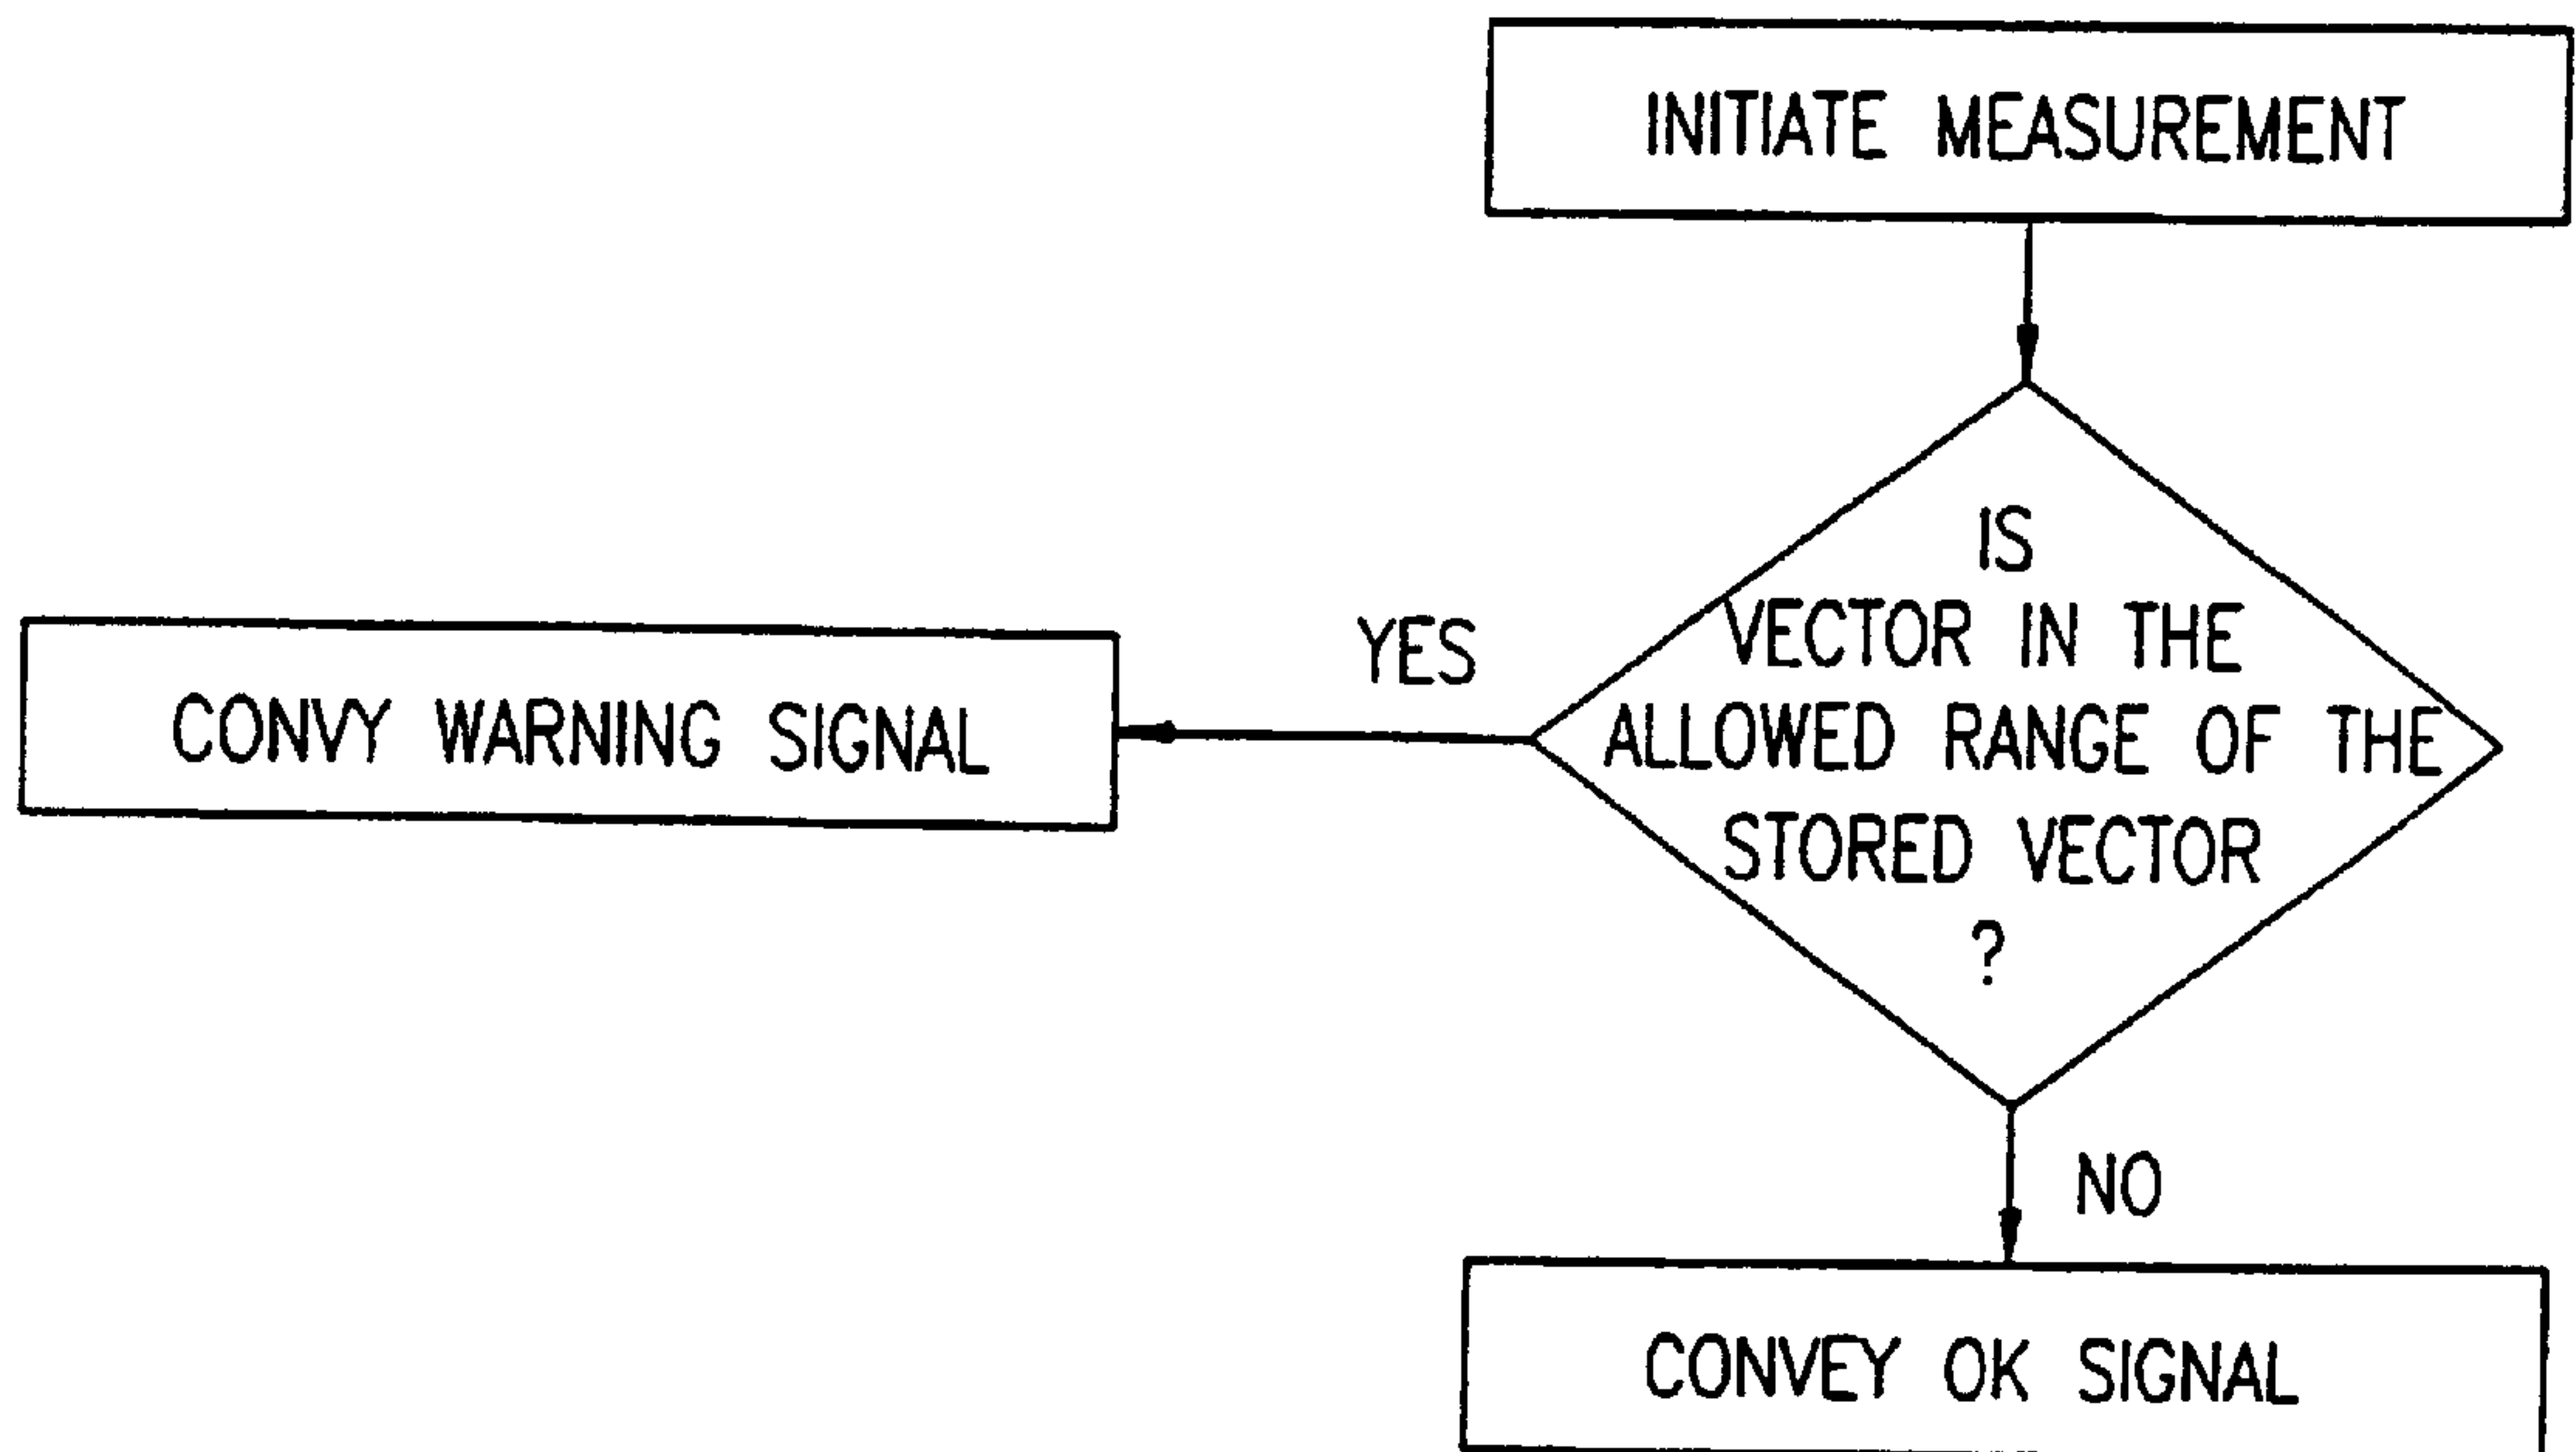 INITIATE MEASUREMENT
IS
VECTOR IN THE
ALLOWED RANGE OF THE
STORED VECTOR
?
YES
CONVY WARNING SIGNAL
NO
CONVEY OK SIGNAL